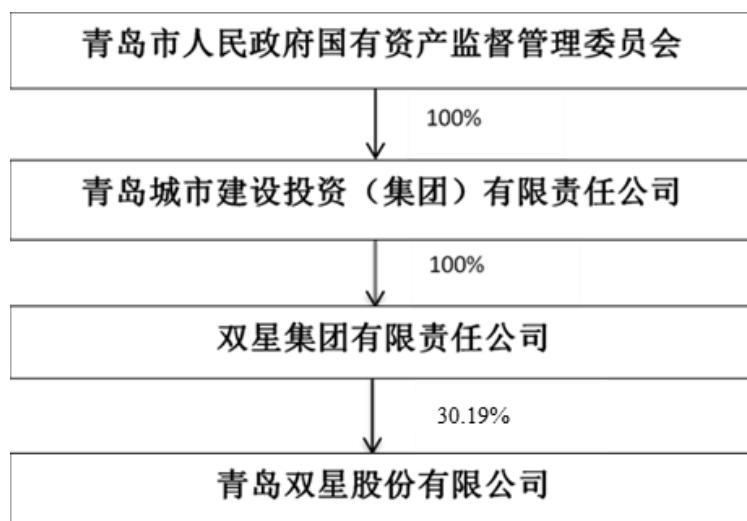 青岛市人民政府国有资产监督管理委员会
100%
青岛城市建设投资（集团）有限责任公司
100%
双星集团有限责任公司
30.19%
青岛双星股份有限公司